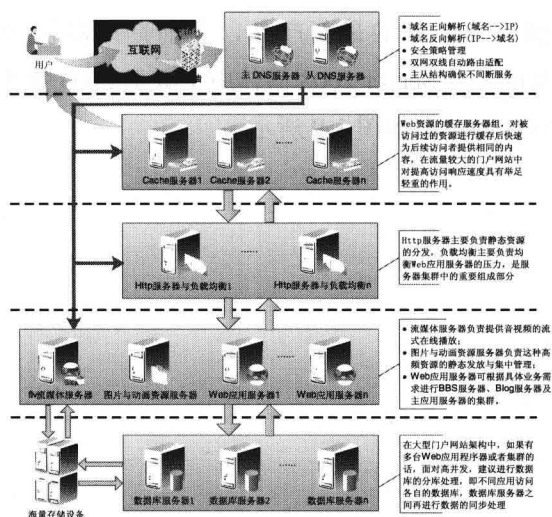 用户
互联网
主DNS服务器 从DNS服务器
• 域名正向解析(域名-->IP)
• 域名反向解析(IP-->域名)
• 安全策略管理
• 双网双线自动路由适配
• 主从结构确保不间断服务
Cache服务器1 Cache服务器2 Cache服务器n
......
Web资源的缓存服务器组，对被
访问过的资源进行缓存后快速
为后续访问者提供相同的内
容，在流量较大的门户网站中
对提高访问响应速度具有举足
轻重的作用。
Http服务器与负载均衡1 Http服务器与负载均衡n
......
Http服务器主要负责静态资源
的分发，负载均衡主要负责均
衡Web应用服务器的压力，是服
务器集群中的重要组成部分
flv流媒体服务器 图片与动画资源服务器 Web应用服务器1 Web应用服务器n
......
• 流媒体服务器负责提供音视频的流
式在线播放；
• 图片与动画资源服务器负责这种高
频资源的静态发放与集中管理；
• Web应用服务器可根据具体业务需
求进行BBS服务器、Blog服务器及
主应用服务器的集群。
海量存储设备
数据库服务器1 数据库服务器2 数据库服务器n
......
在大型门户网站架构中，如果有
多台Web应用程序器或者集群的
话，面对高并发，建议进行数据
库的分库处理，即不同应用访问
各自的数据库，数据库服务器之
间再进行数据的同步处理